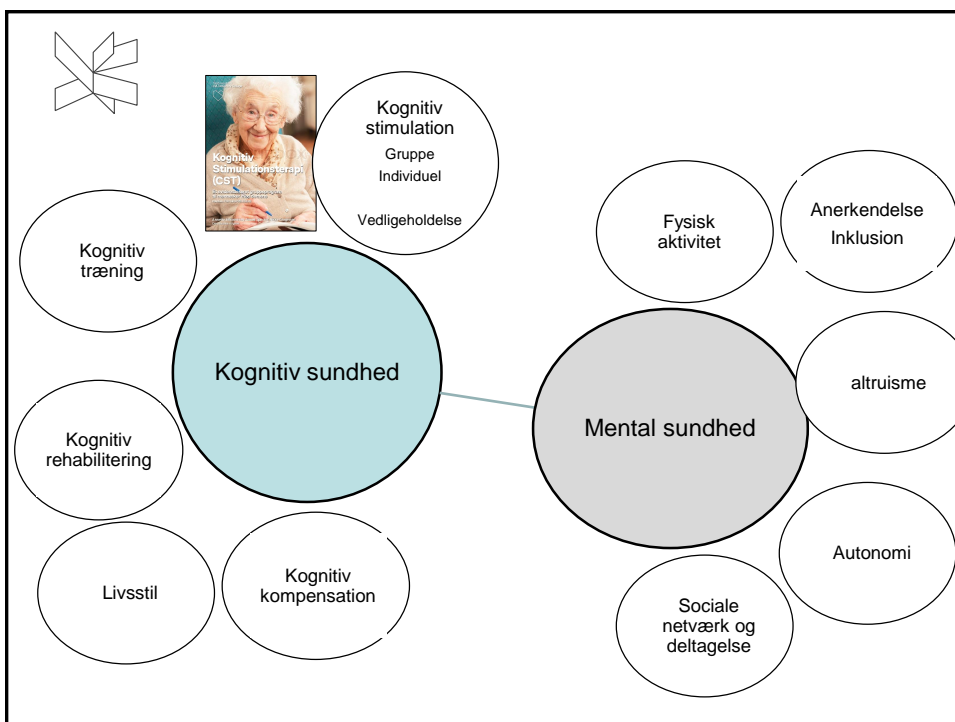 Kognitiv
stimulation
Gruppe
Individuel
Vedligeholdelse
Kognitiv
Stimulationsterapi
(CST)
Kognitiv
træning
Kognitiv sundhed
Kognitiv
rehabilitering
Livsstil
Kognitiv
kompensation
Fysisk
aktivitet
Anerkendelse
Inklusion
altruisme
Mental sundhed
Autonomi
Sociale
netværk og
deltagelse